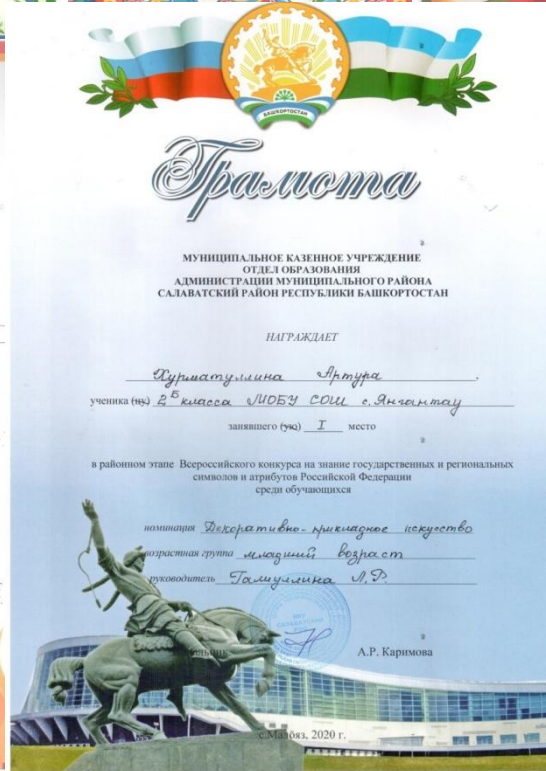 БАШКОРТОСТАН
Грамота
МУНИЦИПАЛЬНОЕ КАЗЕННОЕ УЧРЕЖДЕНИЕ
ОТДЕЛ ОБРАЗОВАНИЯ
АДМИНИСТРАЦИИ МУНИЦИПАЛЬНОГО РАЙОНА
САЛАВАТСКИЙ РАЙОН РЕСПУБЛИКИ БАШКОРТОСТАН
НАГРАЖДАЕТ
Хурматуллина Артура
ученика (цу) 2Б класса МОБУ СОШ с. Янгантау
занявшего (ую) I место
в районном этапе Всероссийского конкурса на знание государственных и региональных
символов и атрибутов Российской Федерации
среди обучающихся
номинация Декоративно-прикладное искусство
возрастная группа младший возраст
руководитель Галиуллина Л.Р.
А.Р. Каримова
с.Малояз, 2020 г.